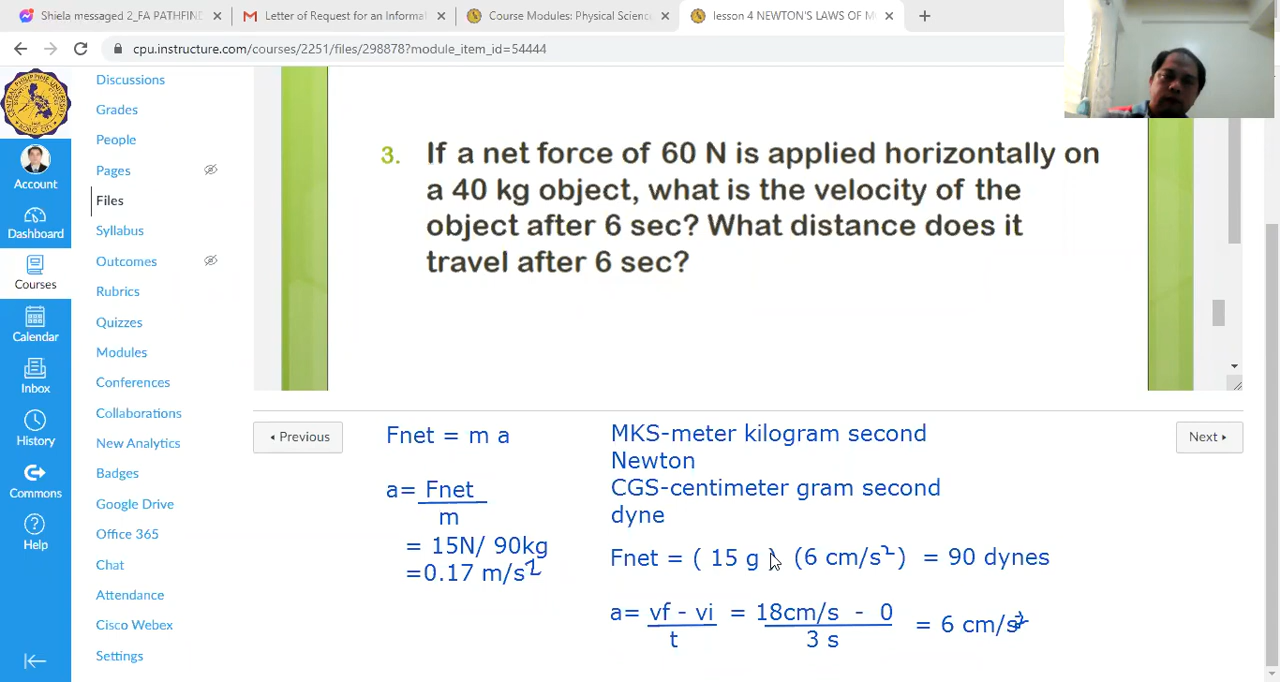 Shiela messaged 2_FA PATHFIN
Letter of Request for an Informa
Course Modules: Physical Scienc
lesson 4 NEWTON'S LAWS OF M
cpu.instructure.com/courses/2251/files/298878?module_item_id=54444
Account
Dashboard
Courses
Calendar
Inbox
History
Commons
Help
Discussions
Grades
People
Pages
Files
Syllabus
Outcomes
Rubrics
Quizzes
Modules
Conferences
Collaborations
New Analytics
Badges
Google Drive
Office 365
Chat
Attendance
Cisco Webex
Settings
3. If a net force of 60 N is applied horizontally on
a 40 kg object, what is the velocity of the
object after 6 sec? What distance does it
travel after 6 sec?
Previous
Next
Fnet = m a
a= Fnet
m
= 15N/ 90kg
=0.17 m/s2
MKS-meter kilogram second
Newton
CGS-centimeter gram second
dyne
Fnet = ( 15 g ) (6 cm/s2) = 90 dynes
a= vf - vi = 18cm/s - 0 = 6 cm/s2
t 3 s